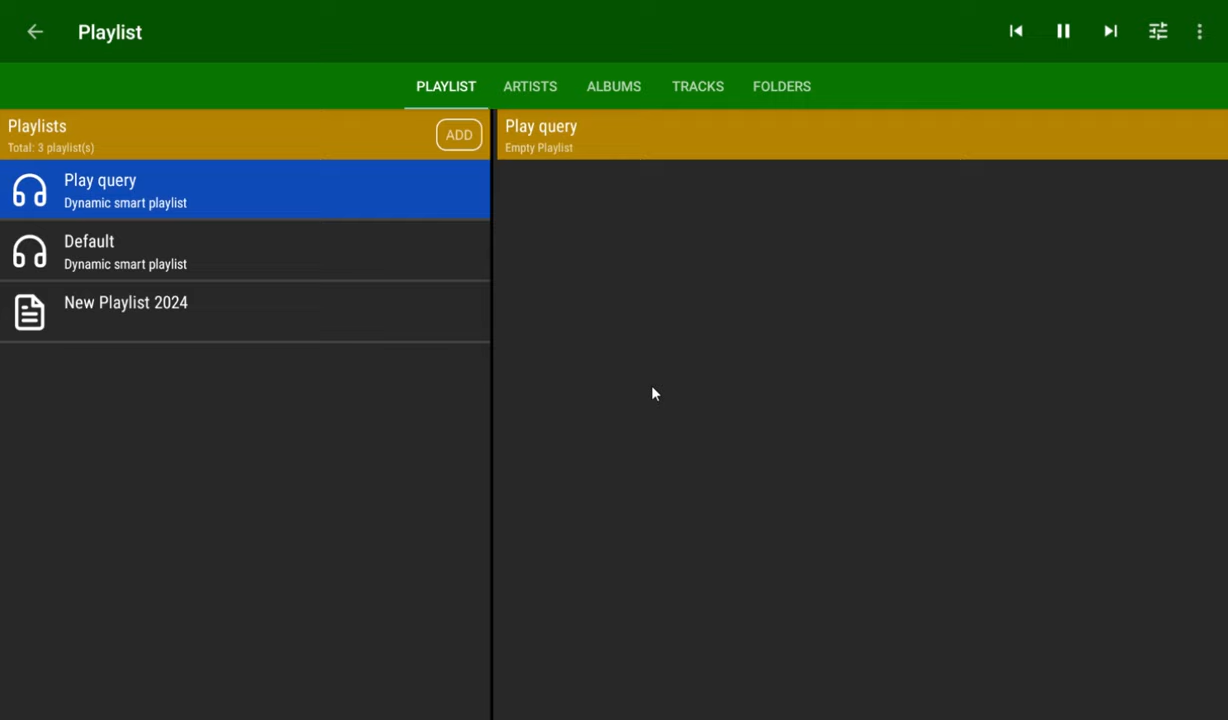 Playlist
PLAYLIST
ARTISTS
ALBUMS
TRACKS
FOLDERS
Playlists
Total: 3 playlist(s)
ADD
Play query
Dynamic smart playlist
Default
Dynamic smart playlist
New Playlist 2024
Play query
Empty Playlist